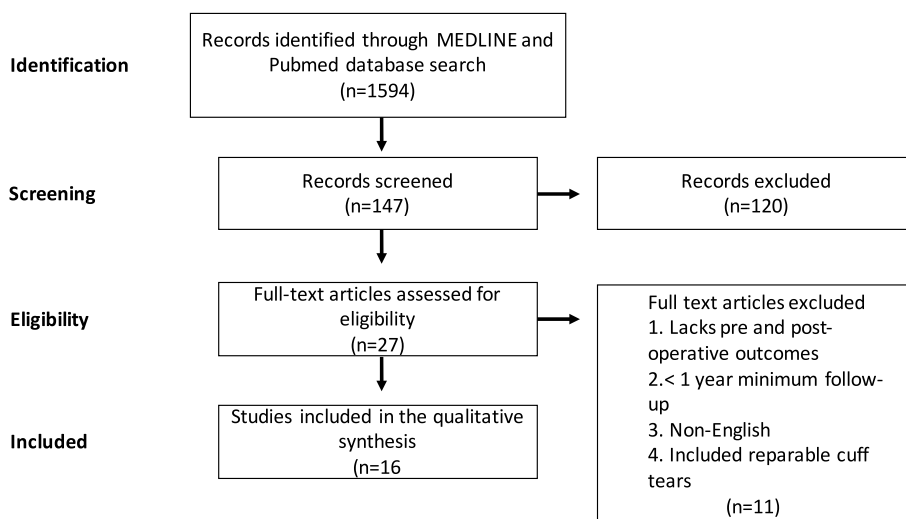 Identification
Records identified through MEDLINE and
Pubmed database search
(n=1594)
Screening
Records screened
(n=147)
Records excluded
(n=120)
Eligibility
Full-text articles assessed for
eligibility
(n=27)
Full text articles excluded
1. Lacks pre and post-
operative outcomes
2.< 1 year minimum follow-
up
3. Non-English
4. Included reparable cuff
tears
(n=11)
Included
Studies included in the qualitative
synthesis
(n=16